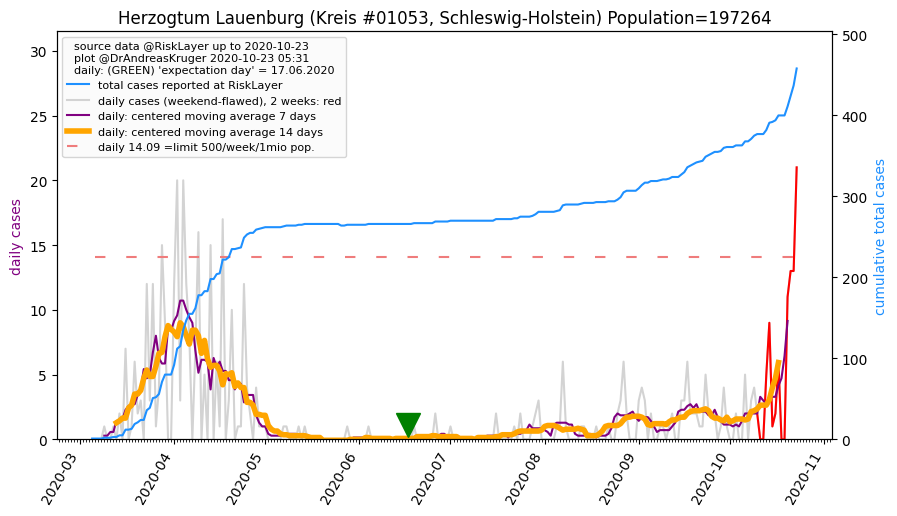 Herzogtum Lauenburg (Kreis #01053, Schleswig-Holstein) Population=197264
source data @RiskLayer up to 2020-10-23
plot @DrAndreasKruger 2020-10-23 05:31
daily: (GREEN) 'expectation day' = 17.06.2020
total cases reported at RiskLayer
daily cases (weekend-flawed), 2 weeks: red
daily: centered moving average 7 days
daily: centered moving average 14 days
daily 14.09 =limit 500/week/1mio pop.
daily cases
30
25
20
15
10
5
0
cumulative total cases
500
400
300
200
100
0
2020-03
2020-04
2020-05
2020-06
2020-07
2020-08
2020-09
2020-10
2020-11